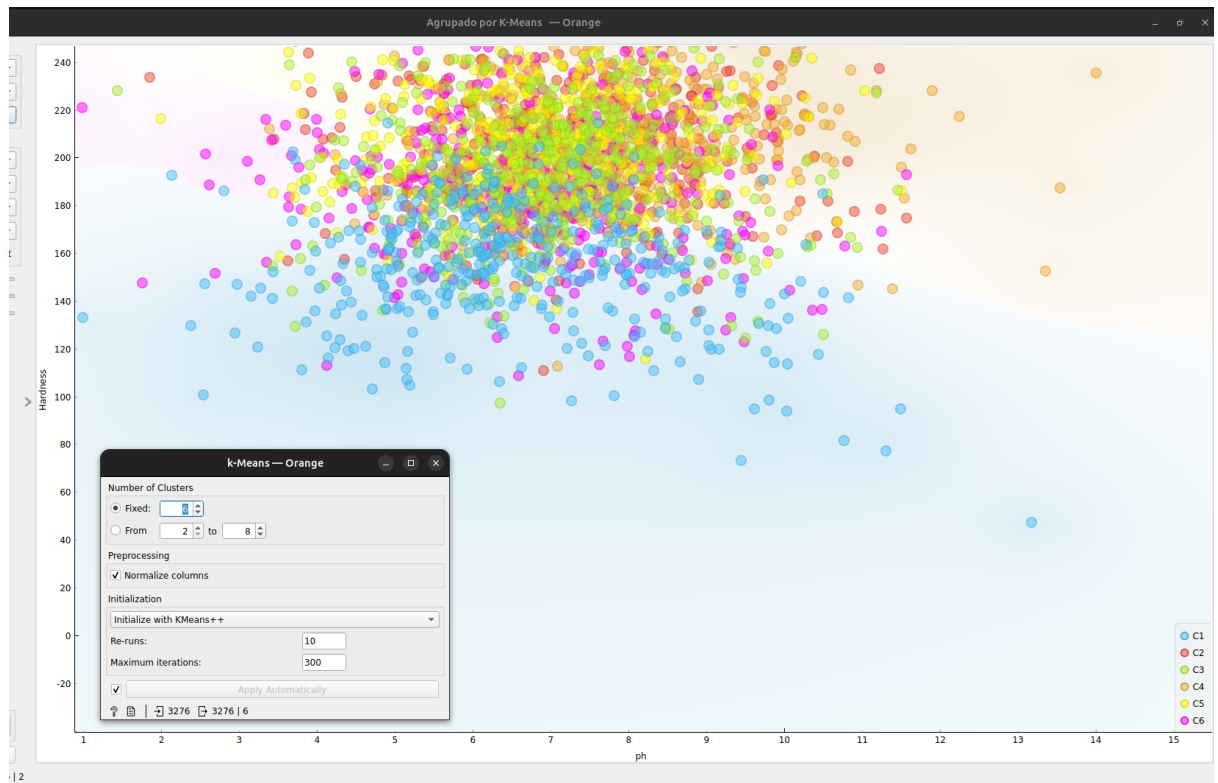 Agrupado por K-Means — Orange
240
220
200
180
160
140
120
100
80
60
40
20
0
-20
Hardness
1 2 3 4 5 6 7 8 9 10 11 12 13 14 15
ph
C1
C2
C3
C4
C5
C6
k-Means — Orange
Number of Clusters
Fixed: 6
From 2 to 8
Preprocessing
Normalize columns
Initialization
Initialize with KMeans++
Re-runs: 10
Maximum iterations: 300
Apply Automatically
? 3276 3276 | 6
| 2